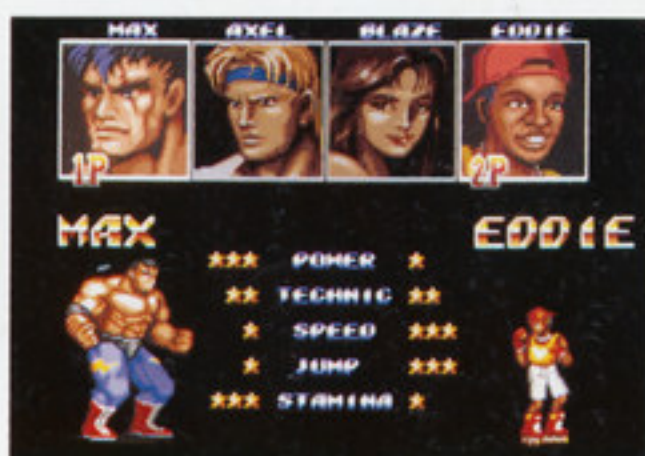 MAX AXEL BLAZE EDDIE
1P 2P
MAX EDDIE
POWER
TECHNIC
SPEED
JUMP
STAMINA